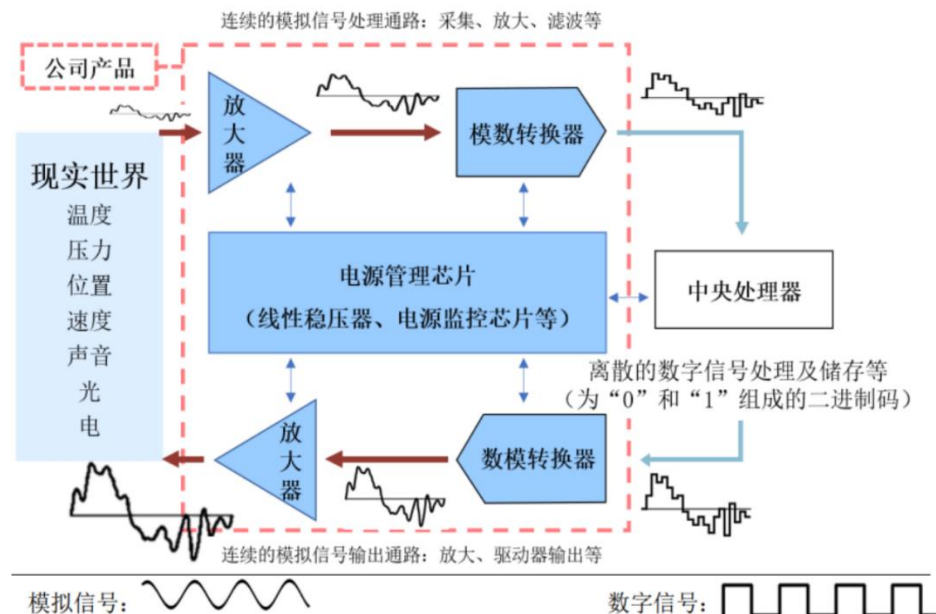 连续的模拟信号处理通路：采集、放大、滤波等
公司产品
放
大
器
模数转换器
现实世界
温度
压力
位置
速度
声音
光
电
电源管理芯片
（线性稳压器、电源监控芯片等）
中央处理器
离散的数字信号处理及储存等
（为“0”和“1”组成的二进制码）
放
大
器
数模转换器
连续的模拟信号输出通路：放大、驱动器输出等
模拟信号：
数字信号：